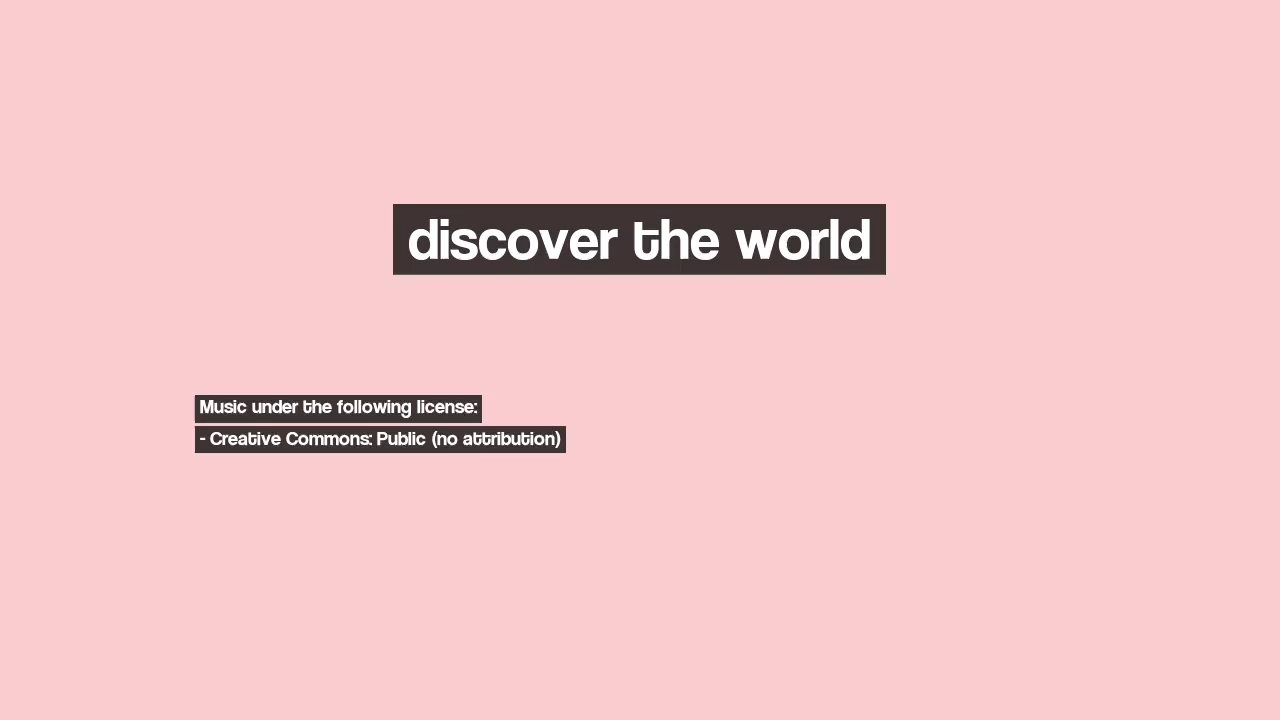 discover the world
Music under the following license:
- Creative Commons: Public (no attribution)